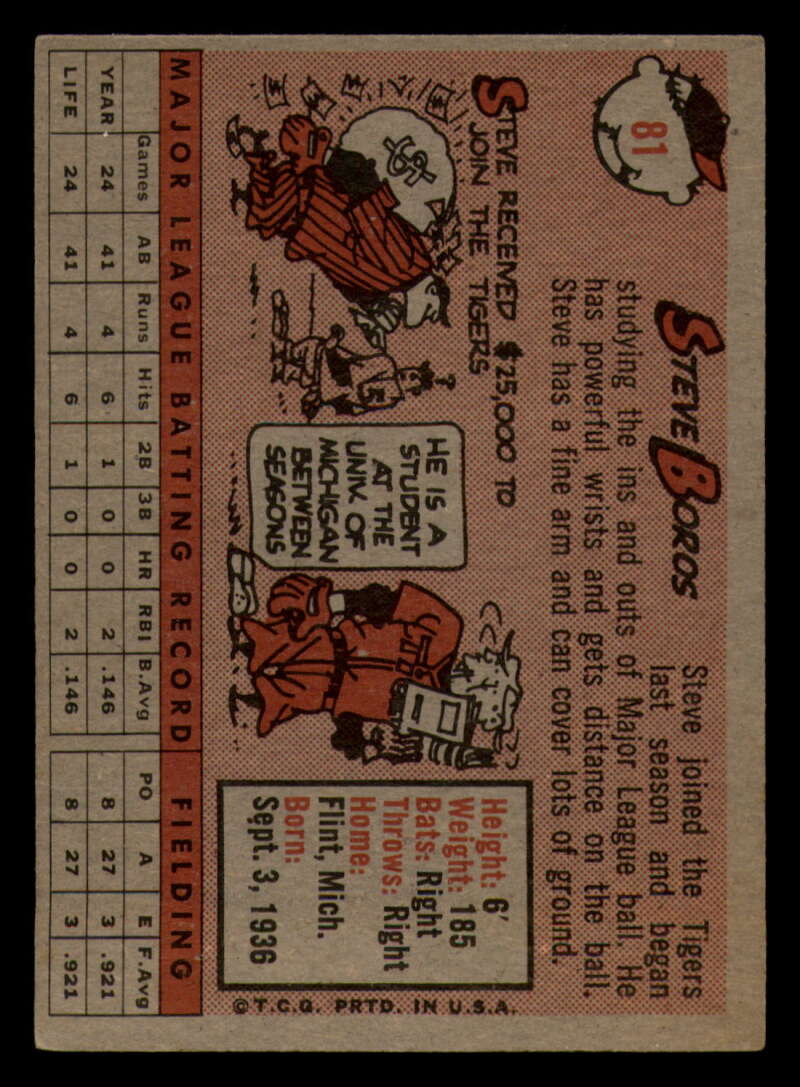 81
STEVE BOROS
Steve joined the Tigers
last season and began
studying the ins and outs of Major League ball. He
has powerful wrists and gets distance on the ball.
Steve has a fine arm and can cover lots of ground.
STEVE RECEIVED $25,000 TO
JOIN THE TIGERS
$
HE IS A
STUDENT
AT THE
UNIV. OF
MICHIGAN
BETWEEN
SEASONS
Height: 6'
Weight: 185
Bats: Right
Throws: Right
Home:
Flint, Mich.
Born:
Sept. 3, 1936
© T.C.G. PRTD. IN U.S.A.
MAJOR LEAGUE BATTING RECORD FIELDING
Games AB Runs Hits 2B 3B HR RBI B.Avg PO A E F.Avg
YEAR 24 41 4 6 1 0 0 2 .146 8 27 3 .921
LIFE 24 41 4 6 1 0 0 2 .146 8 27 3 .921